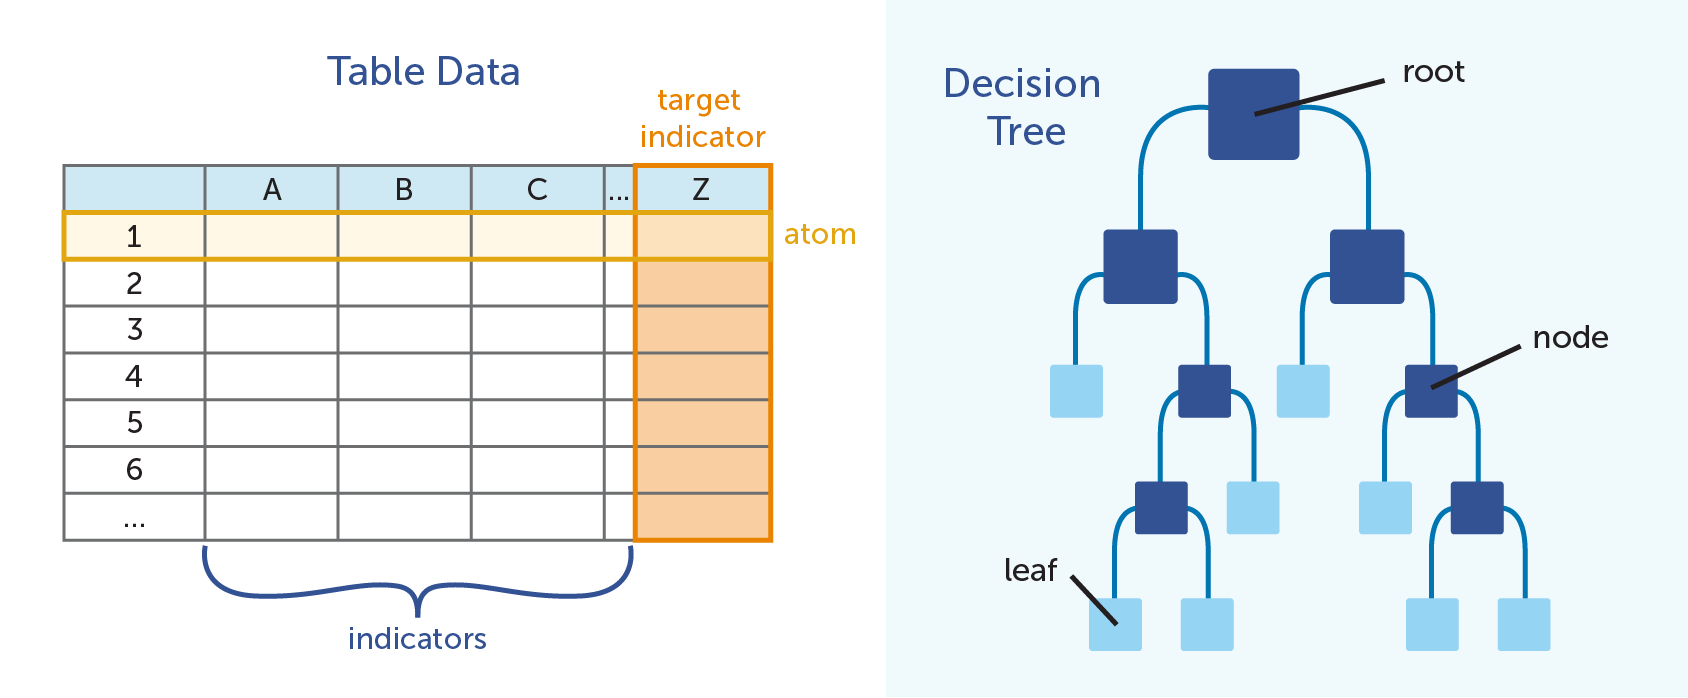 Table Data
target
indicator
A B C ... Z
1
atom
2
3
4
5
6
...
indicators
Decision
Tree
root
node
leaf